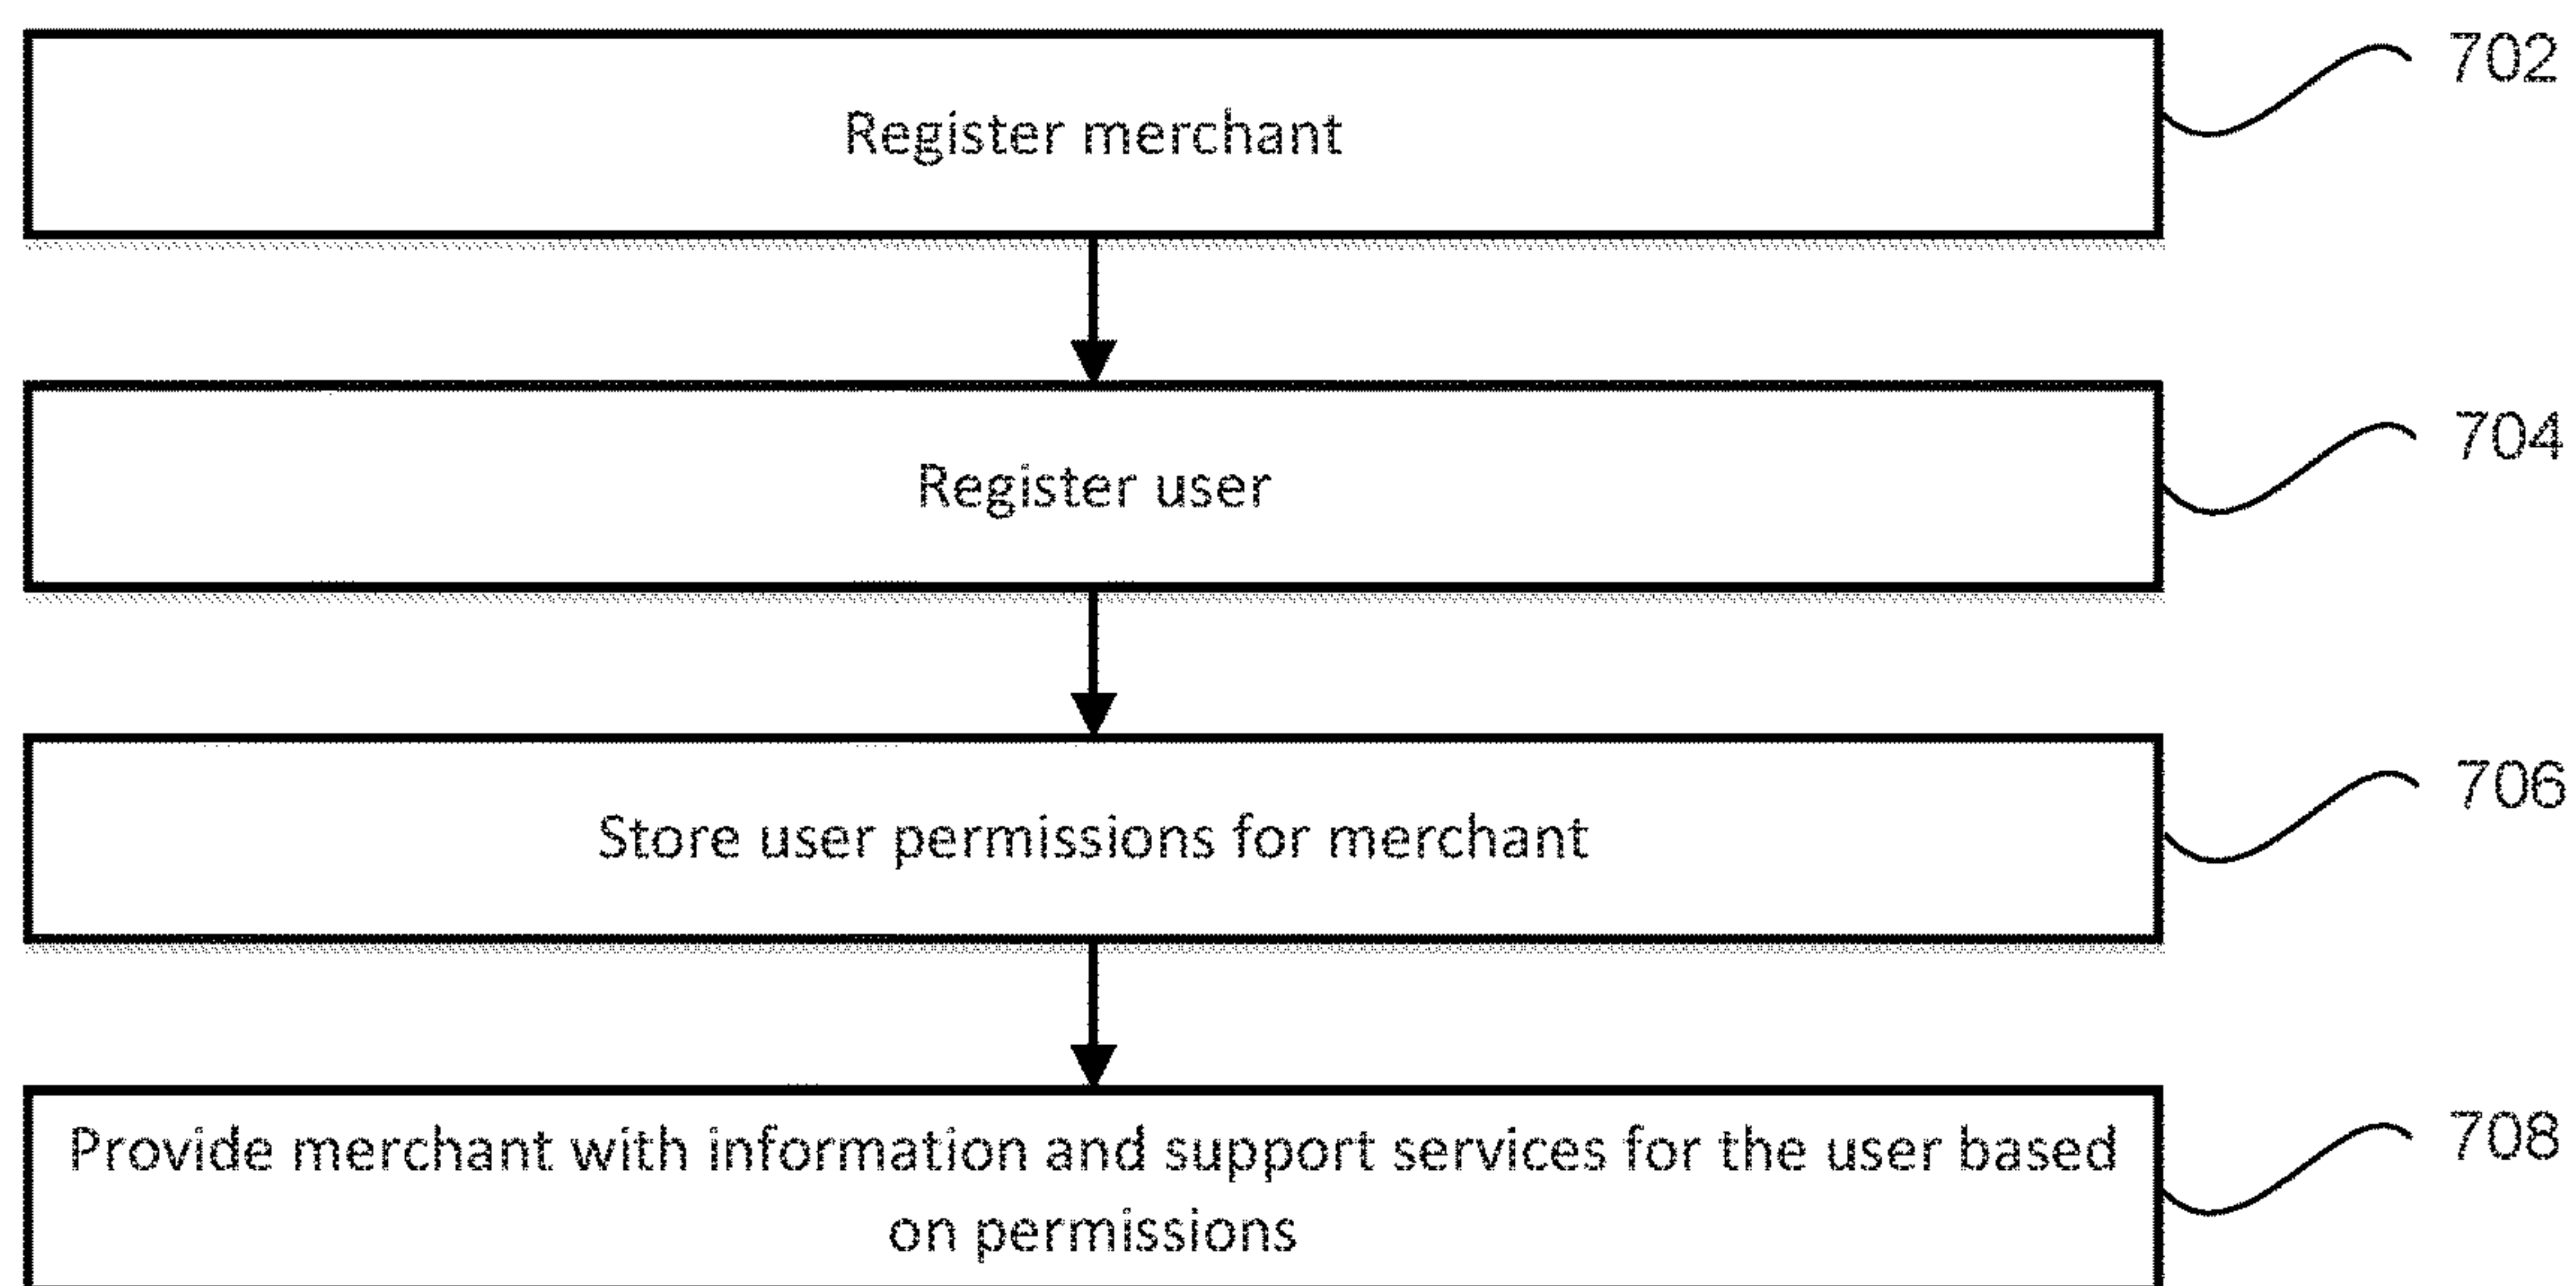 Register merchant
702
Register user
704
Store user permissions for merchant
706
Provide merchant with information and support services for the user based
on permissions
708